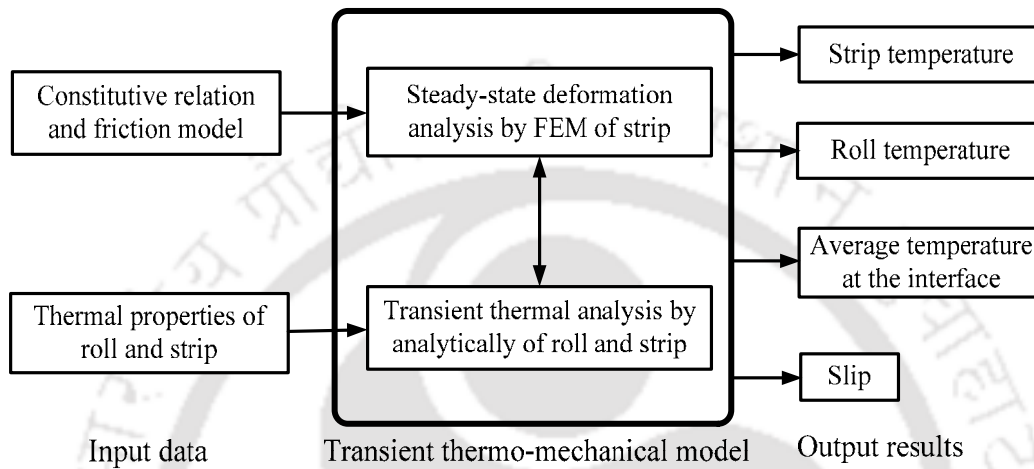 Constitutive relation
and friction model
Thermal properties of
roll and strip
Input data
Steady-state deformation
analysis by FEM of strip
Transient thermal analysis by
analytically of roll and strip
Transient thermo-mechanical model
Strip temperature
Roll temperature
Average temperature
at the interface
Slip
Output results